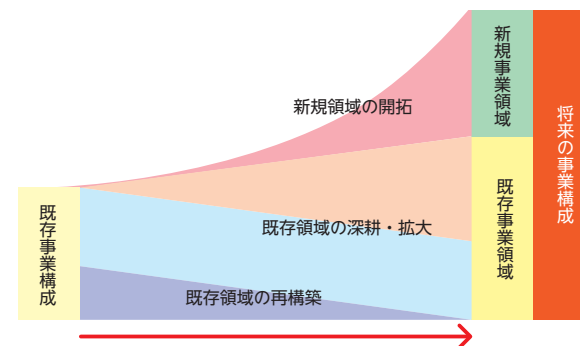 既存事業構成
新規領域の開拓
既存領域の深耕・拡大
既存領域の再構築
新規事業領域
既存事業領域
将来の事業構成